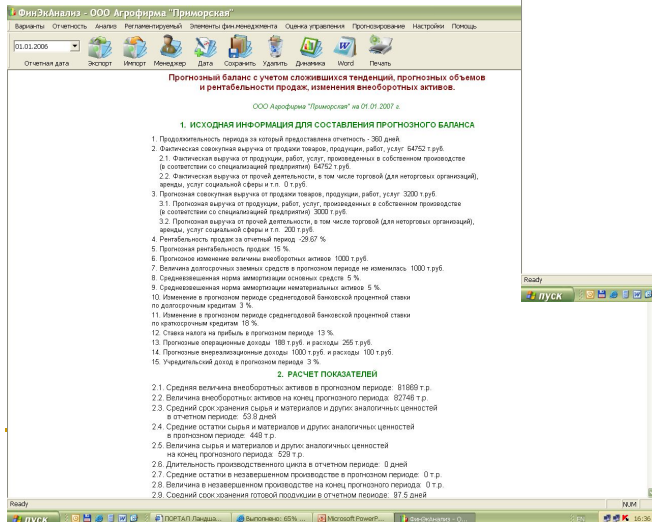 ФинЭкАнализ - ООО Агрофирма "Приморская"
Варианты Отчетность Анализ Регламентируемый Элементы фин.менеджмента Оценка управления Прогнозирование Настройки Помощь
01.01.2006
Отчетная дата Экспорт Импорт Менеджер Дата Сохранить Удалить Динамика Word Печать
Прогнозный баланс с учетом сложившихся тенденций, прогнозных объемов
и рентабельности продаж, изменения внеоборотных активов.
ООО Агрофирма "Приморская" на 01.01.2007 г.
1. ИСХОДНАЯ ИНФОРМАЦИЯ ДЛЯ СОСТАВЛЕНИЯ ПРОГНОЗНОГО БАЛАНСА
1. Продолжительность периода за который предоставлена отчетность - 360 дней.
2. Фактическая совокупная выручка от продажи товаров, продукции, работ, услуг 64752 т.руб.
2.1. Фактическая выручка от продукции, работ, услуг, произведенных в собственном производстве
(в соответствии со специализацией предприятия) 64752 т.руб.
2.2. Фактическая выручка от прочей деятельности, в том числе торговой (для неторговых организаций),
аренды, услуг социальной сферы и т.п. 0 т.руб.
3. Прогнозная совокупная выручка от продажи товаров, продукции, работ, услуг 3200 т.руб.
3.1. Прогнозная выручка от продукции, работ, услуг, произведенных в собственном производстве
(в соответствии со специализацией предприятия) 3000 т.руб.
3.2. Прогнозная выручка от прочей деятельности, в том числе торговой (для неторговых организаций),
аренды, услуг социальной сферы и т.п. 200 т.руб.
4. Рентабельность продаж за отчетный период -29.67 %
5. Прогнозная рентабельность продаж 15 %.
6. Прогнозное изменение величины внеоборотных активов 1000 т.руб.
7. Величина долгосрочных заемных средств в прогнозном периоде не изменилась 1000 т.руб.
8. Средневзвешенная норма аммортизации основных средств 5 %.
9. Средневзвешенная норма аммортизации нематериальных активов 5 %.
10. Изменение в прогнозном периоде среднегодовой банковской процентной ставки
по долгосрочным кредитам 3 %.
11. Изменение в прогнозном периоде среднегодовой банковской процентной ставки
по краткосрочным кредитам 18 %.
12. Ставка налога на прибыль в прогнозном периоде 13 %.
13. Прогнозные операционные доходы 188 т.руб. и расходы 255 т.руб.
14. Прогнозные внереализационные доходы 1000 т.руб. и расходы 100 т.руб.
15. Учредительский доход в прогнозном периоде 3 %.
2. РАСЧЕТ ПОКАЗАТЕЛЕЙ
2.1. Средняя величина внеоборотных активов в прогнозном периоде: 81869 т.р.
2.2. Величина внеоборотных активов на конец прогнозного периода: 82746 т.р.
2.3. Средний срок хранения сырья и материалов и других аналогичных ценностей
в отчетном периоде: 53.8 дней
2.4. Средние остатки сырья и материалов и других аналогичных ценностей
в прогнозном периоде: 448 т.р.
2.5. Величина сырья и материалов и других аналогичных ценностей
на конец прогнозного периода: 529 т.р.
2.6. Длительность производственного цикла в отчетном периоде: 0 дней
2.7. Средние остатки в незавершенном производстве в прогнозном периоде: 0 т.р.
2.8. Величина в незавершенном производстве на конец прогнозного периода: 0 т.р.
2.9. Средний срок хранения готовой продукции в отчетном периоде: 97.5 дней
Ready NUM
пуск ПОРТАЛ Ландша... Выполнено: 65% ... Microsoft PowerP... ФинЭкАнализ - О... EN 16:36
Ready
пуск